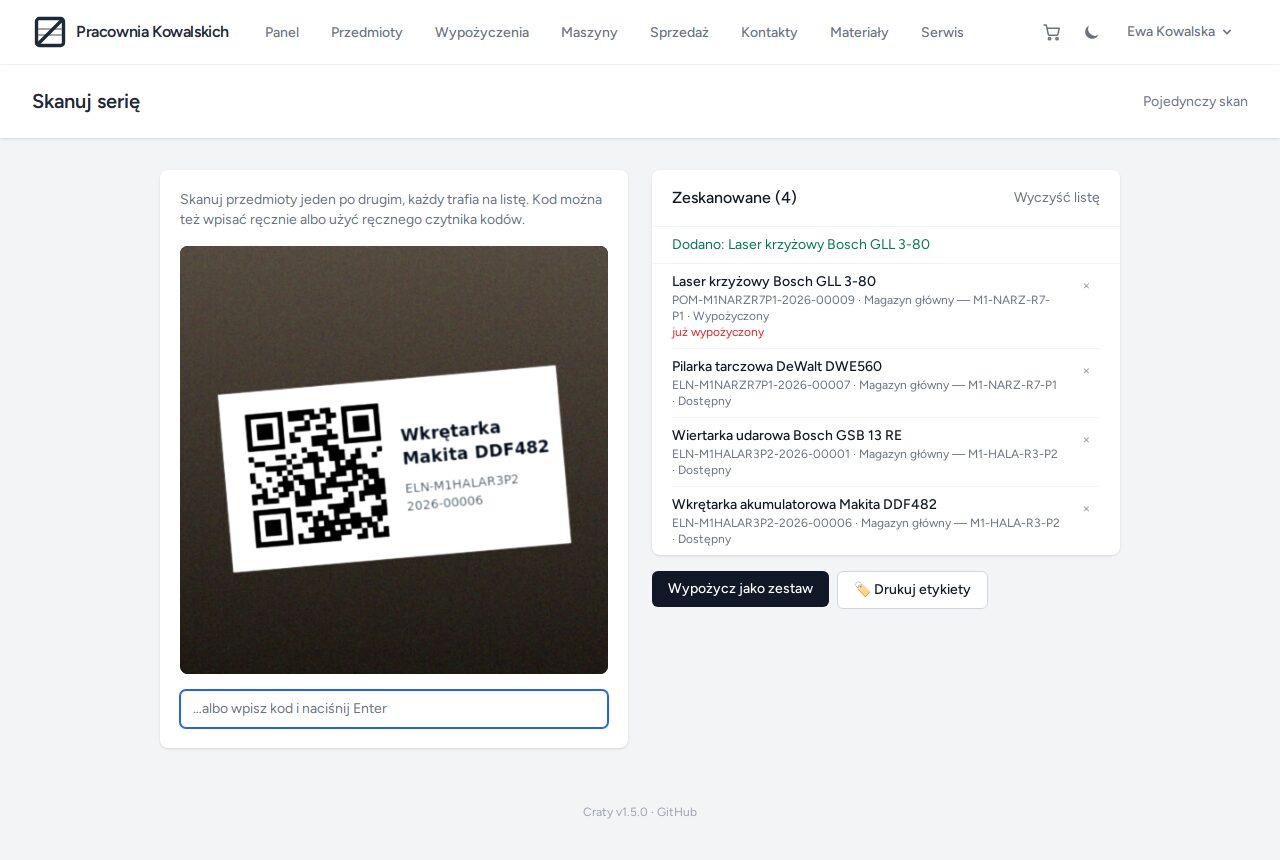 Pracownia Kowalskich
Panel
Przedmioty
Wypożyczenia
Maszyny
Sprzedaż
Kontakty
Materiały
Serwis
Ewa Kowalska
Skanuj serię
Pojedynczy skan
Skanuj przedmioty jeden po drugim, każdy trafia na listę. Kod można
też wpisać ręcznie albo użyć ręcznego czytnika kodów.
Wkrętarka
Makita DDF482
ELN-M1HALAR3P2
2026-00006
...albo wpisz kod i naciśnij Enter
Zeskanowane (4)
Wyczyść listę
Dodano: Laser krzyżowy Bosch GLL 3-80
Laser krzyżowy Bosch GLL 3-80
×
POM-M1NARZR7P1-2026-00009 · Magazyn główny — M1-NARZ-R7-
P1 · Wypożyczony
już wypożyczony
Pilarka tarczowa DeWalt DWE560
×
ELN-M1NARZR7P1-2026-00007 · Magazyn główny — M1-NARZ-R7-P1
· Dostępny
Wiertarka udarowa Bosch GSB 13 RE
×
ELN-M1HALAR3P2-2026-00001 · Magazyn główny — M1-HALA-R3-P2
· Dostępny
Wkrętarka akumulatorowa Makita DDF482
×
ELN-M1HALAR3P2-2026-00006 · Magazyn główny — M1-HALA-R3-P2
· Dostępny
Wypożycz jako zestaw
🏷️ Drukuj etykiety
Craty v1.5.0 · GitHub